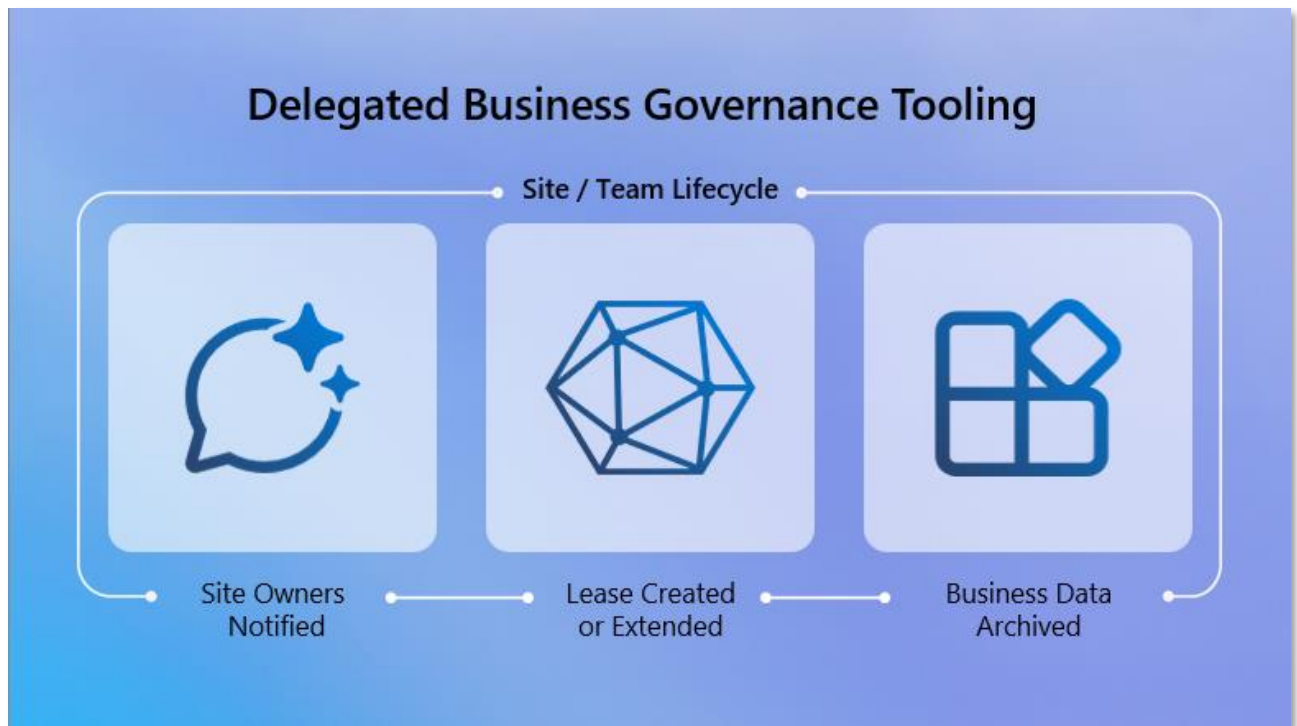 Delegated Business Governance Tooling
Site / Team Lifecycle
Site Owners
Notified
Lease Created
or Extended
Business Data
Archived